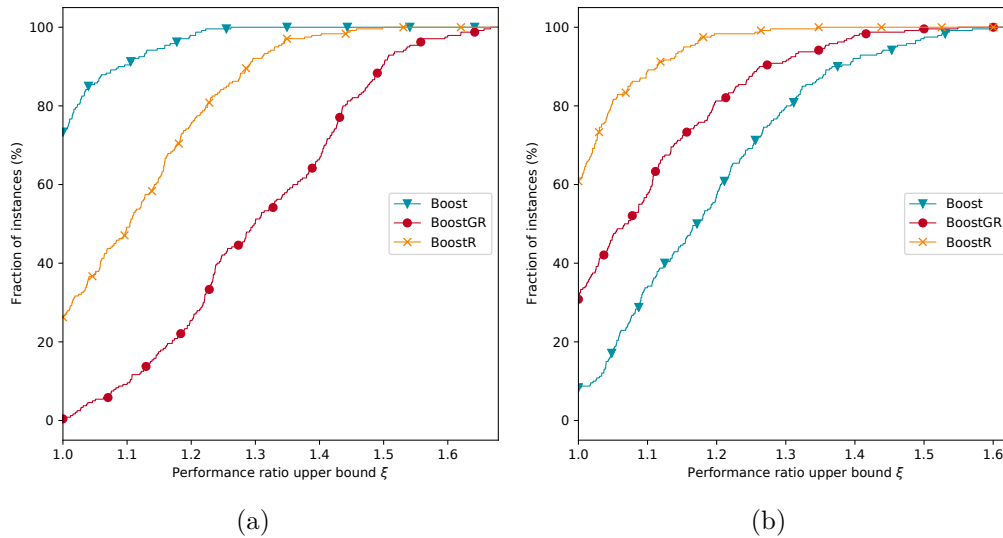 100
80
60
40
20
0
Fraction of instances (%)
Boost
BoostGR
BoostR
1.0 1.1 1.2 1.3 1.4 1.5 1.6
Performance ratio upper bound ξ
(a)
100
80
60
40
20
0
Fraction of instances (%)
Boost
BoostGR
BoostR
1.0 1.1 1.2 1.3 1.4 1.5 1.6
Performance ratio upper bound ξ
(b)